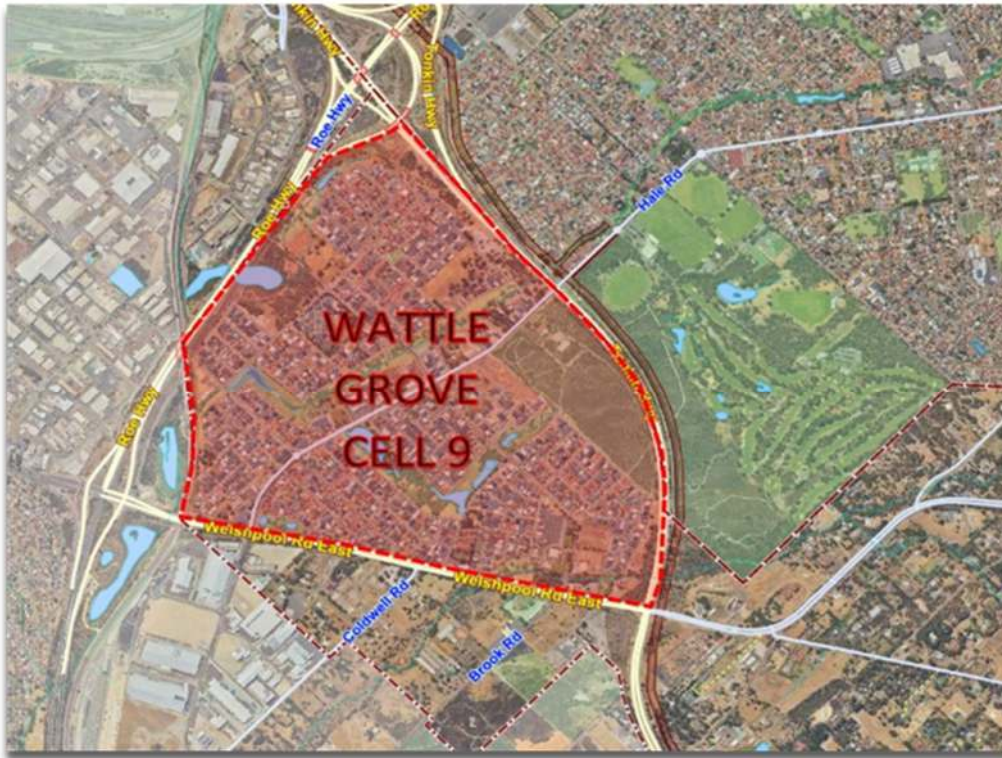 Roe Hwy
Tonkin Hwy
Roe Hwy
Hale Rd
WATTLE
GROVE
CELL 9
Roe Hwy
Welshpool Rd East
Welshpool Rd East
Coldwell Rd
Brook Rd